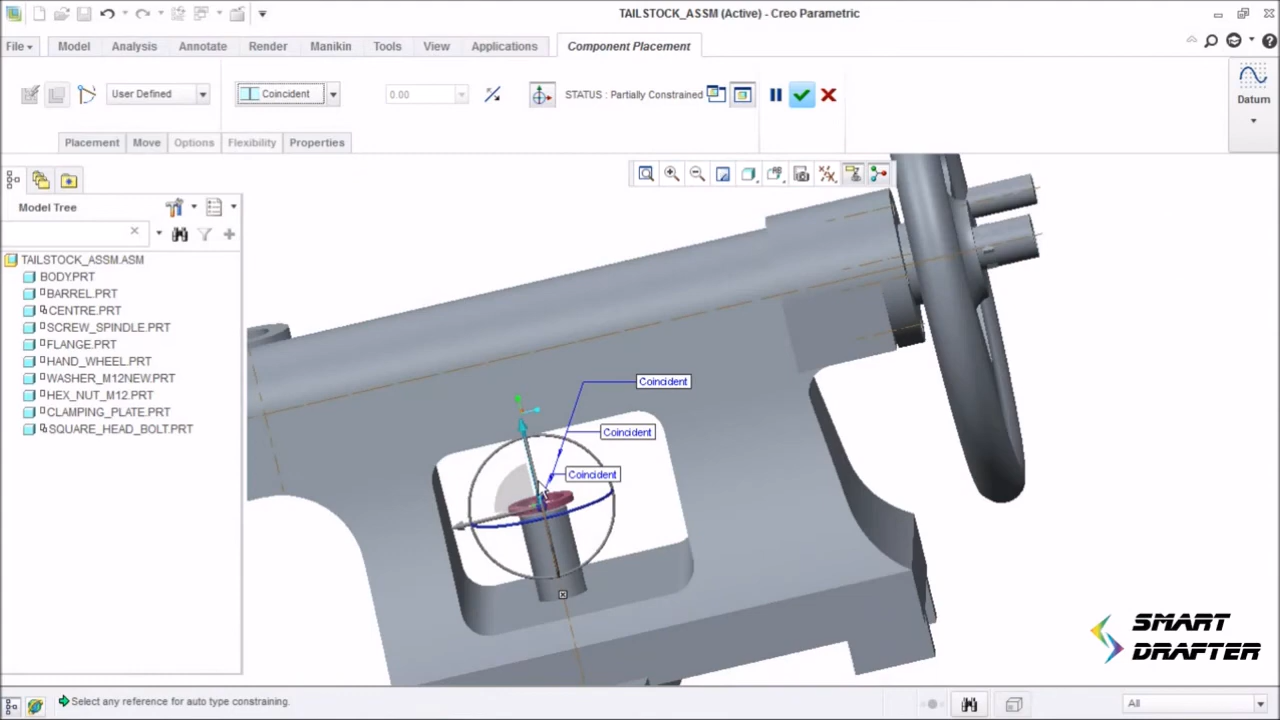 TAILSTOCK_ASSM (Active) - Creo Parametric
File
Model
Analysis
Annotate
Render
Manikin
Tools
View
Applications
Component Placement
User Defined
Coincident
0.00
STATUS : Partially Constrained
Datum
Placement
Move
Options
Flexibility
Properties
Model Tree
TAILSTOCK_ASSM.ASM
BODY.PRT
BARREL.PRT
CENTRE.PRT
SCREW_SPINDLE.PRT
FLANGE.PRT
HAND_WHEEL.PRT
WASHER_M12NEW.PRT
HEX_NUT_M12.PRT
CLAMPING_PLATE.PRT
SQUARE_HEAD_BOLT.PRT
Coincident
Coincident
Coincident
SMART
DRAFTER
Select any reference for auto type constraining.
All